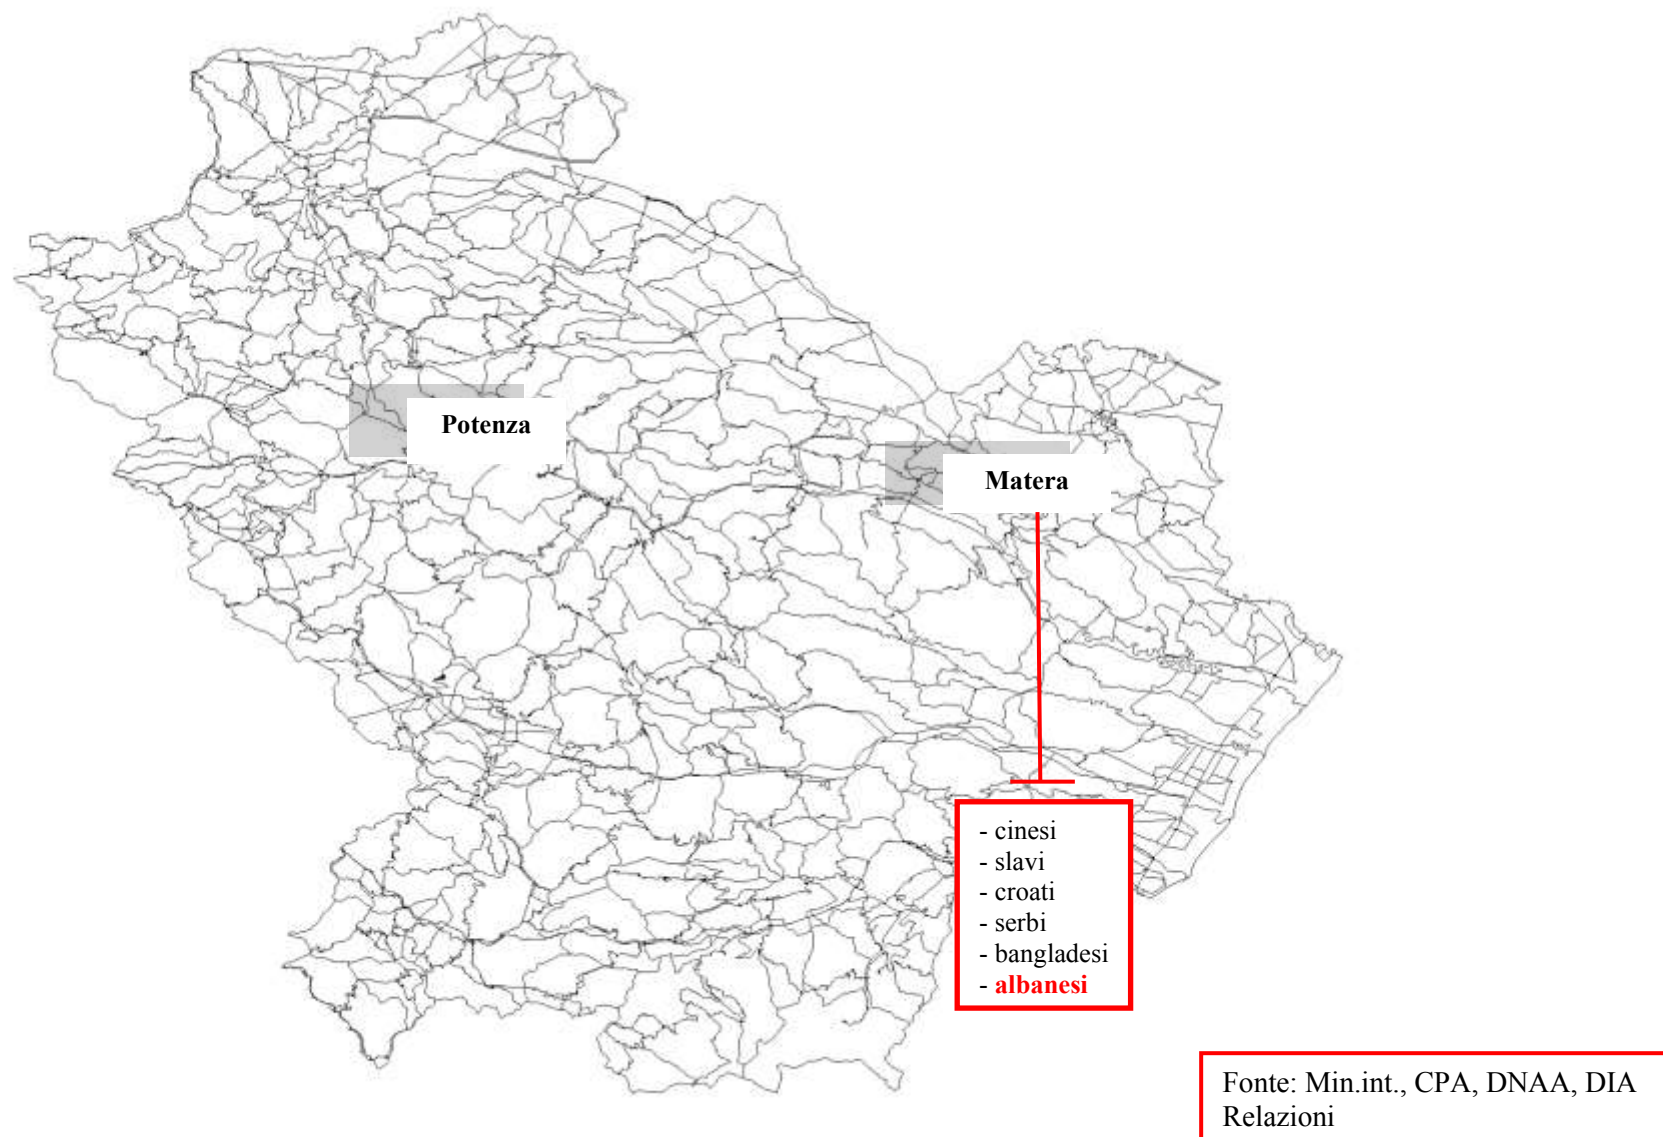 Potenza
Matera
- cinesi
- slavi
- croati
- serbi
- bangladesi
- albanesi
Fonte: Min.int., CPA, DNAA, DIA
Relazioni